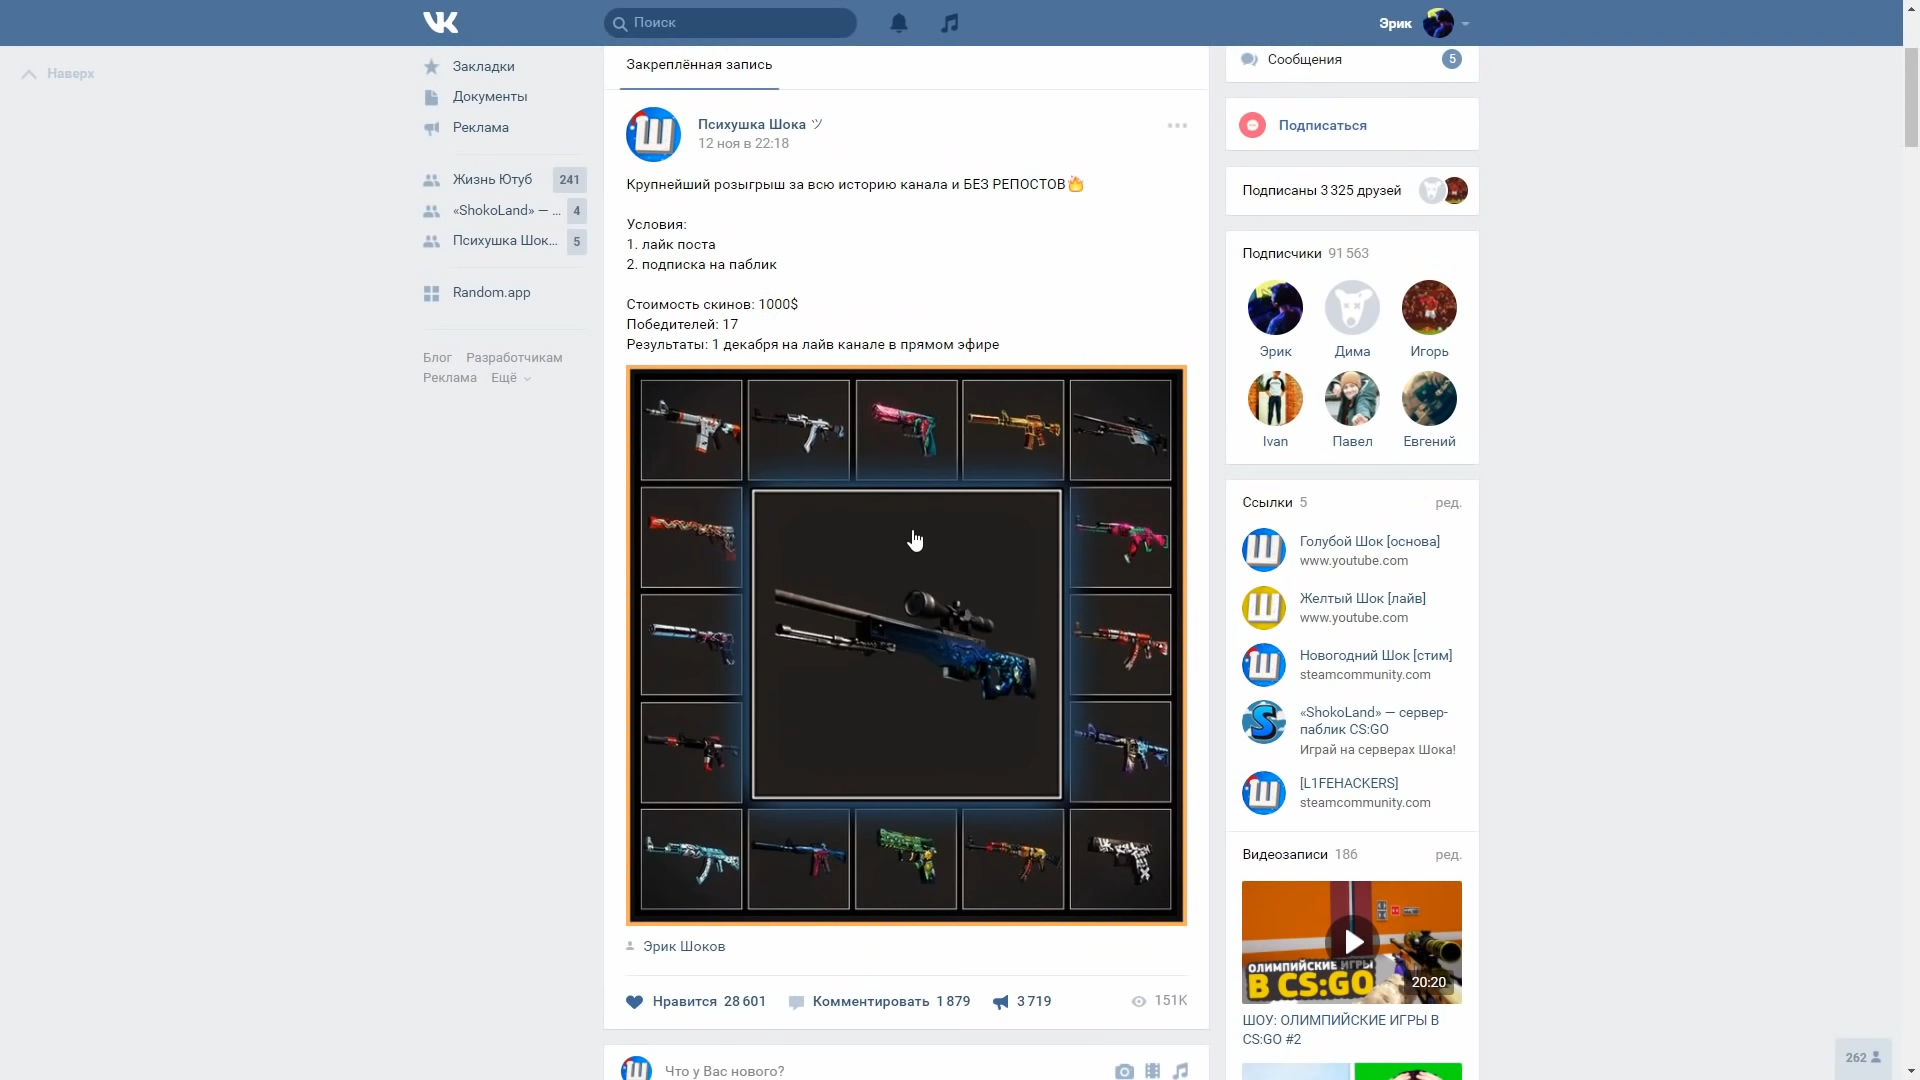 Поиск
Эрик
Наверх
Закладки
Документы
Реклама
Жизнь Ютуб 241
«ShokoLand» — ... 4
Психушка Шок... 5
Random.app
Блог Разработчикам
Реклама Ещё
Закреплённая запись
Психушка Шока ツ
12 ноя в 22:18
Крупнейший розыгрыш за всю историю канала и БЕЗ РЕПОСТОВ🔥
Условия:
1. лайк поста
2. подписка на паблик
Стоимость скинов: 1000$
Победителей: 17
Результаты: 1 декабря на лайв канале в прямом эфире
Эрик Шоков
Нравится 28 601 Комментировать 1 879 3 719 151K
Ш Что у Вас нового?
Сообщения 5
Подписаться
Подписаны 3 325 друзей
Подписчики 91 563
Эрик Дима Игорь
Ivan Павел Евгений
Ссылки 5 ред.
Голубой Шок [основа]
www.youtube.com
Желтый Шок [лайв]
www.youtube.com
Новогодний Шок [стим]
steamcommunity.com
«ShokoLand» — сервер-
паблик CS:GO
Играй на серверах Шока!
[L1FEHACKERS]
steamcommunity.com
Видеозаписи 186 ред.
ОЛИМПИЙСКИЕ ИГРЫ
В CS:GO
20:20
ШОУ: ОЛИМПИЙСКИЕ ИГРЫ В
CS:GO #2
262